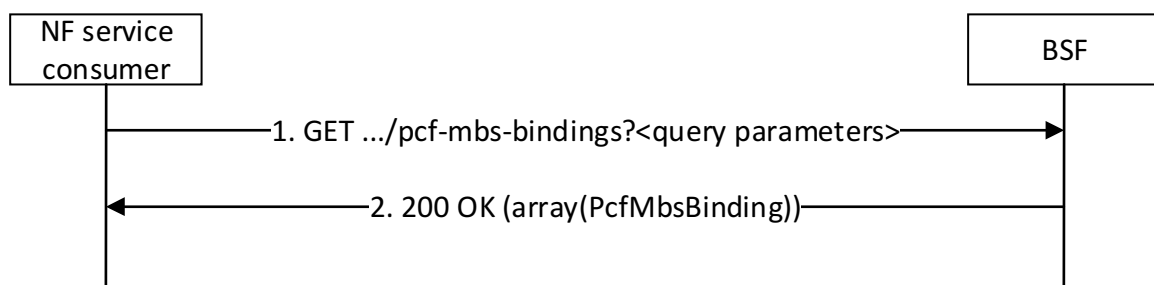 NF service
consumer
BSF
1. GET .../pcf-mbs-bindings?<query parameters>
2. 200 OK (array(PcfMbsBinding))